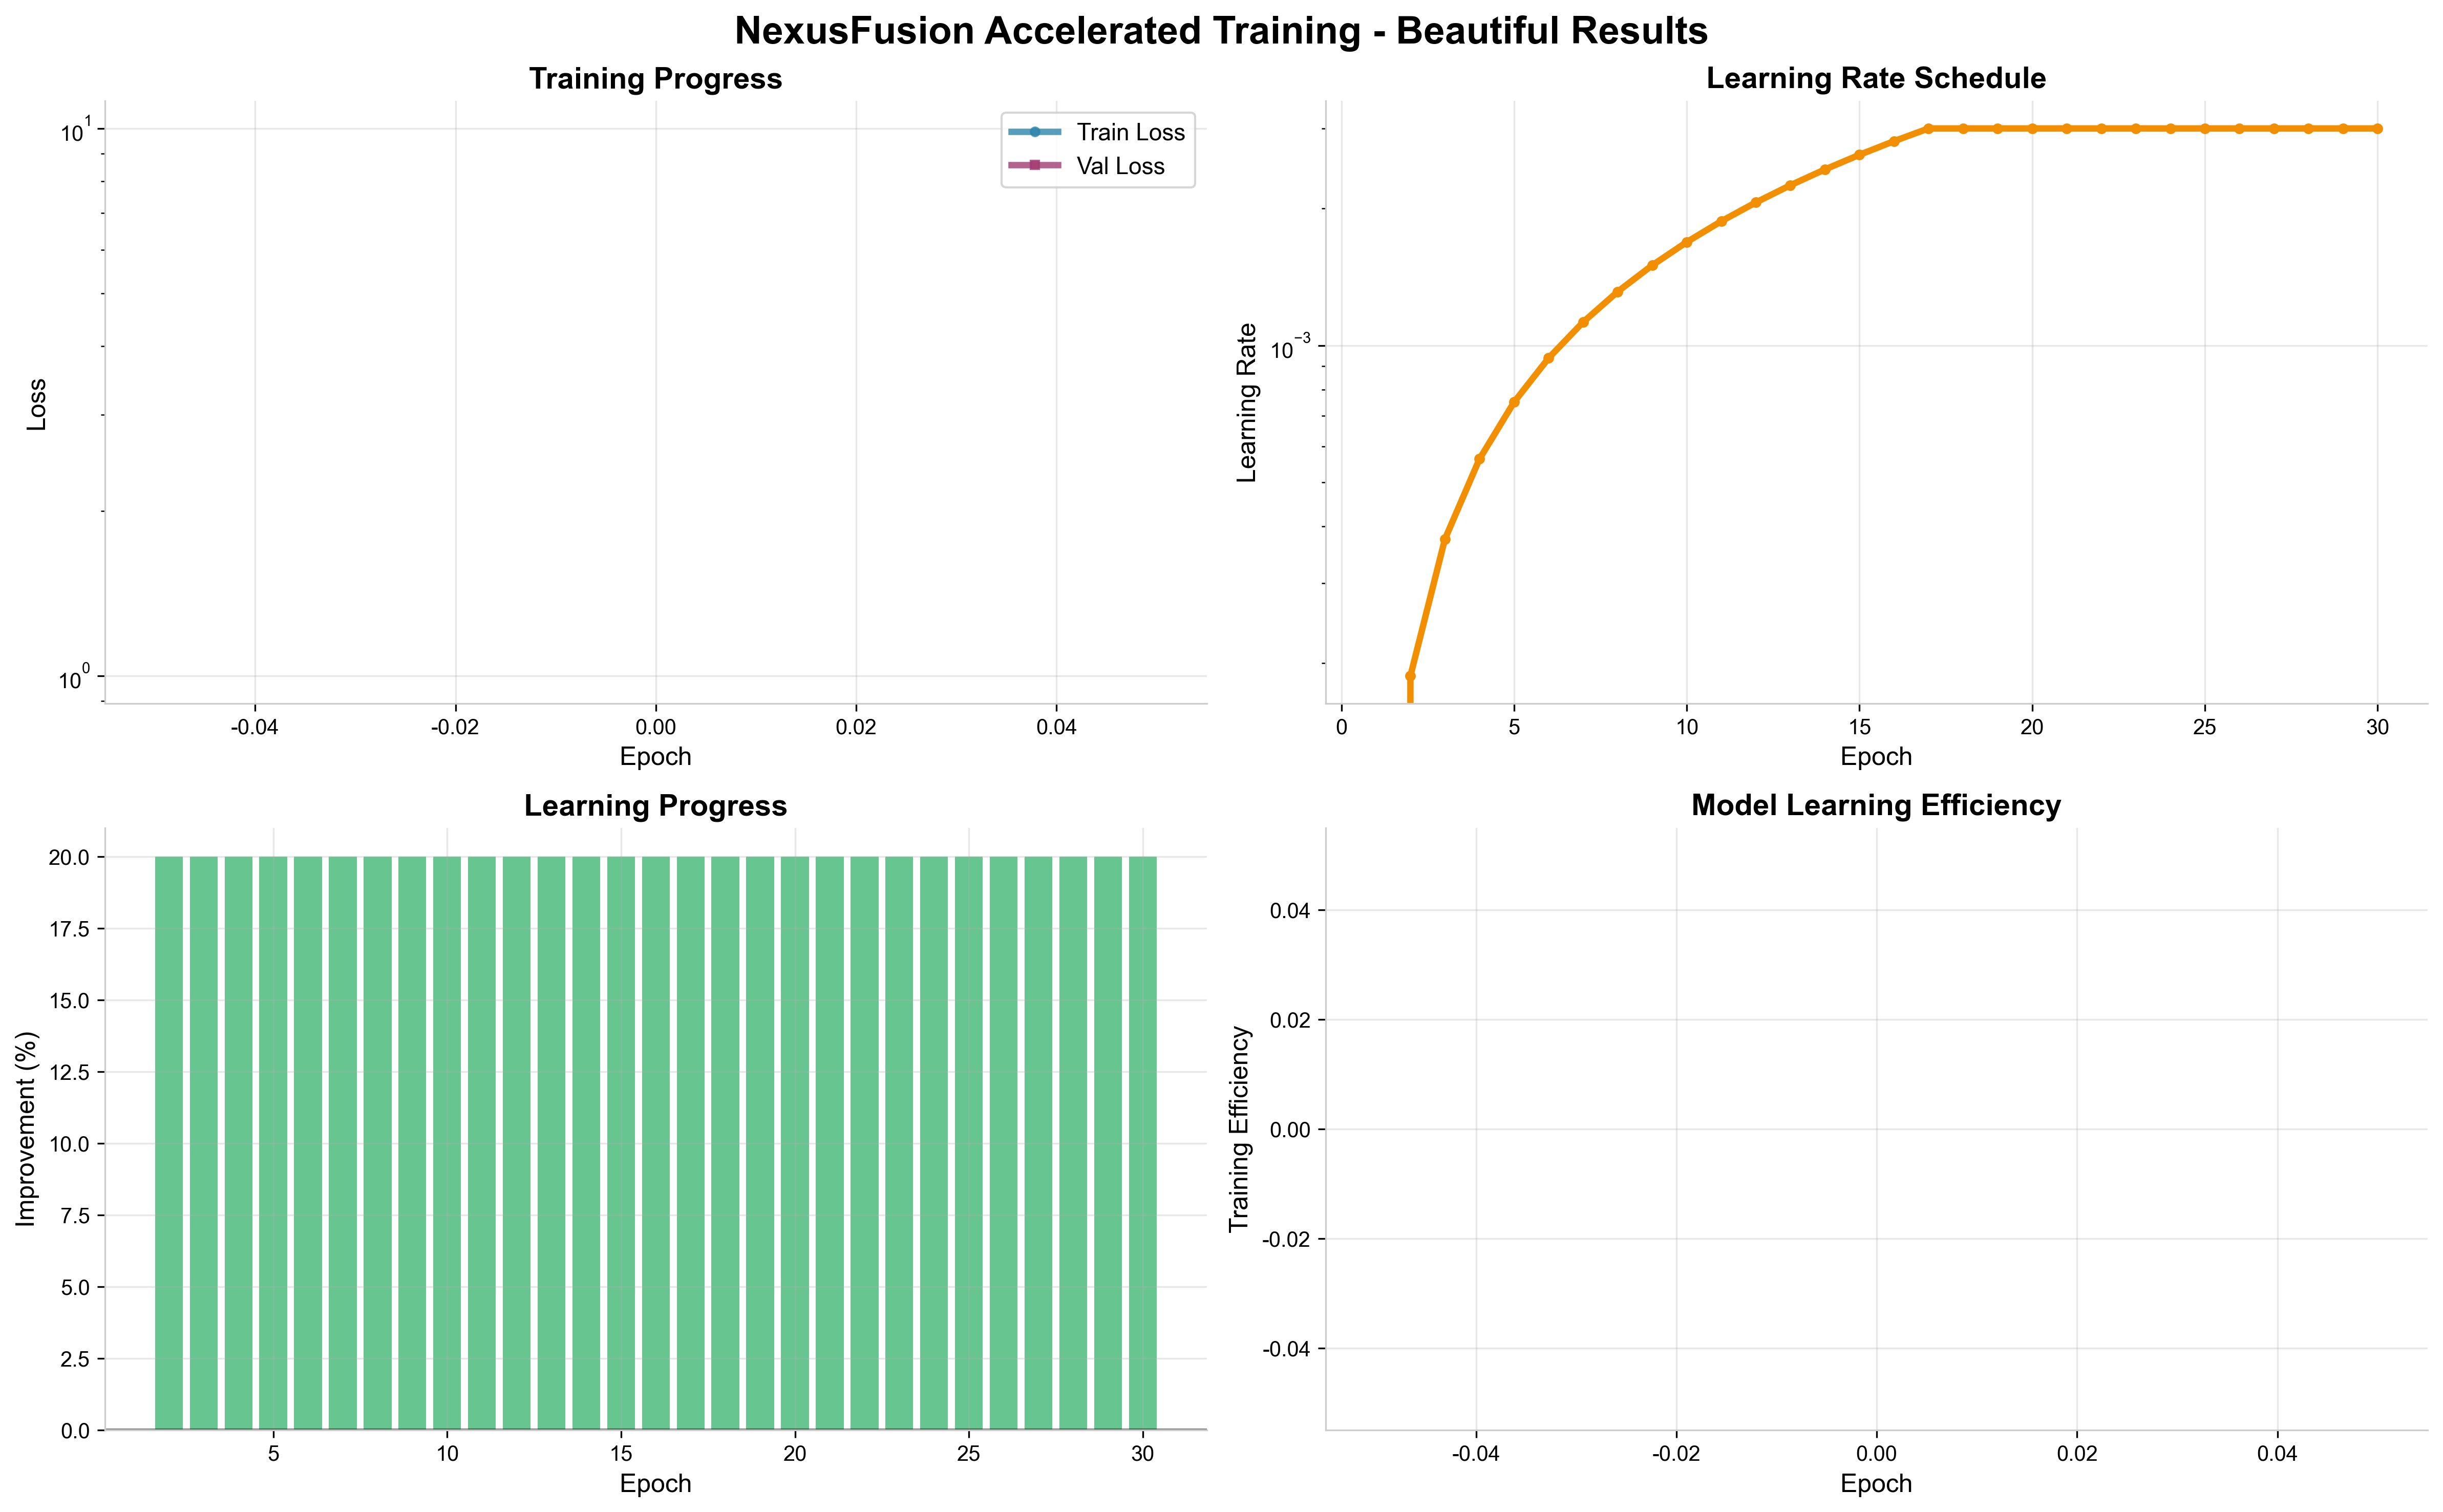 NexusFusion Accelerated Training - Beautiful Results
Training Progress
10^1
10^0
Loss
Train Loss
Val Loss
-0.04 -0.02 0.00 0.02 0.04
Epoch
Learning Rate Schedule
10^−3
Learning Rate
0 5 10 15 20 25 30
Epoch
Learning Progress
20.0
17.5
15.0
12.5
10.0
7.5
5.0
2.5
0.0
Improvement (%)
5 10 15 20 25 30
Epoch
Model Learning Efficiency
0.04
0.02
0.00
-0.02
-0.04
Training Efficiency
-0.04 -0.02 0.00 0.02 0.04
Epoch